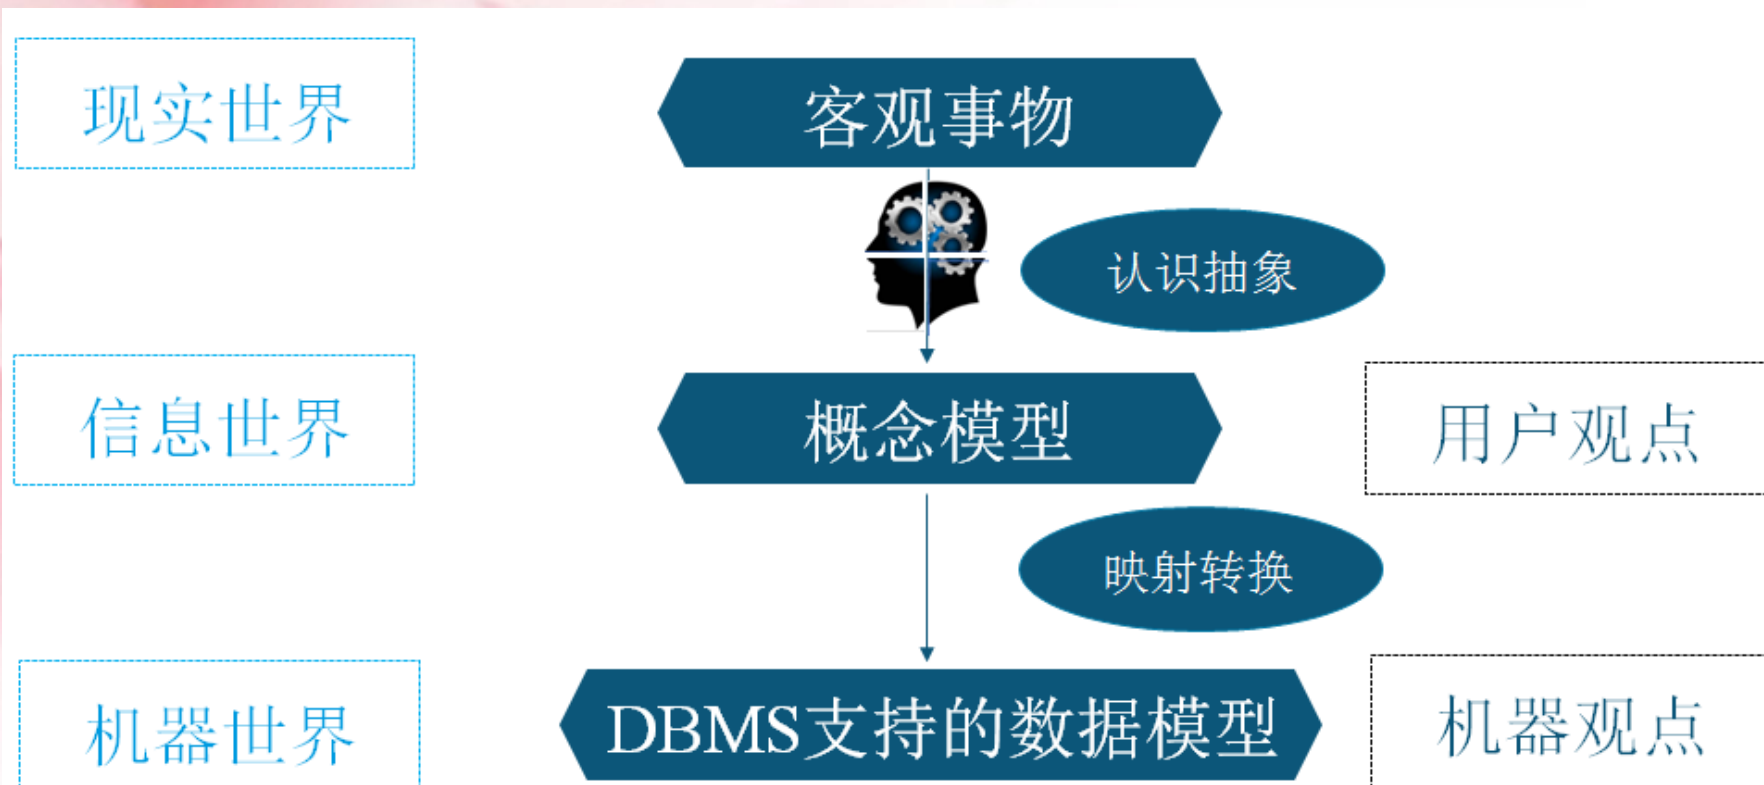 现实世界
客观事物
认识抽象
信息世界
概念模型
用户观点
映射转换
机器世界
DBMS支持的数据模型
机器观点